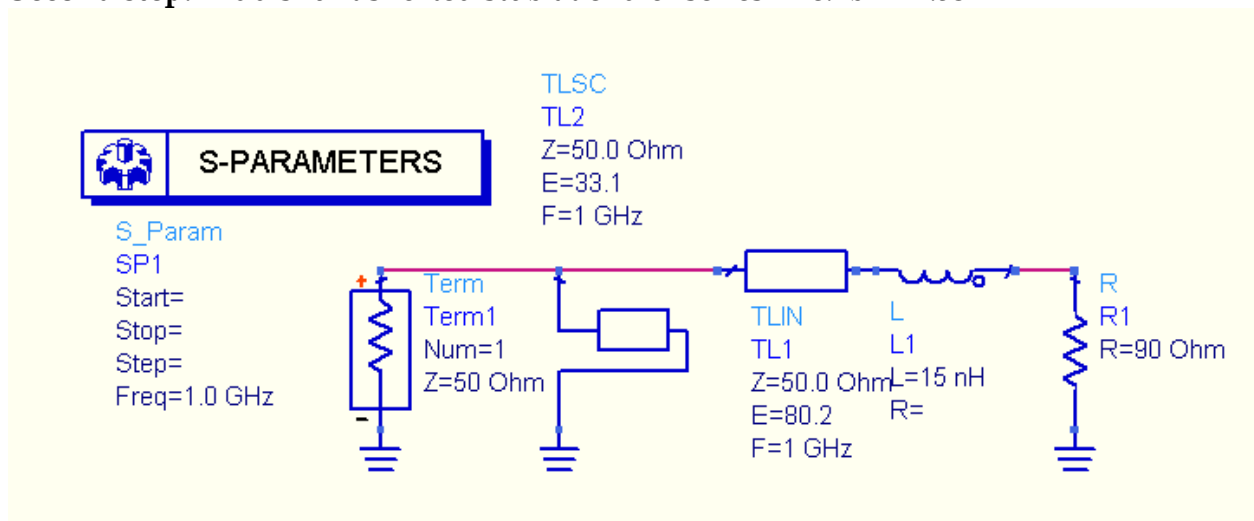 TLSC
TL2
Z=50.0 Ohm
E=33.1
F=1 GHz
S-PARAMETERS
S_Param
SP1
Start=
Stop=
Step=
Freq=1.0 GHz
+
Term
Term1
Num=1
Z=50 Ohm
-
TLIN
TL1
Z=50.0 Ohm
E=80.2
F=1 GHz
L
L1
L=15 nH
R=
R
R1
R=90 Ohm